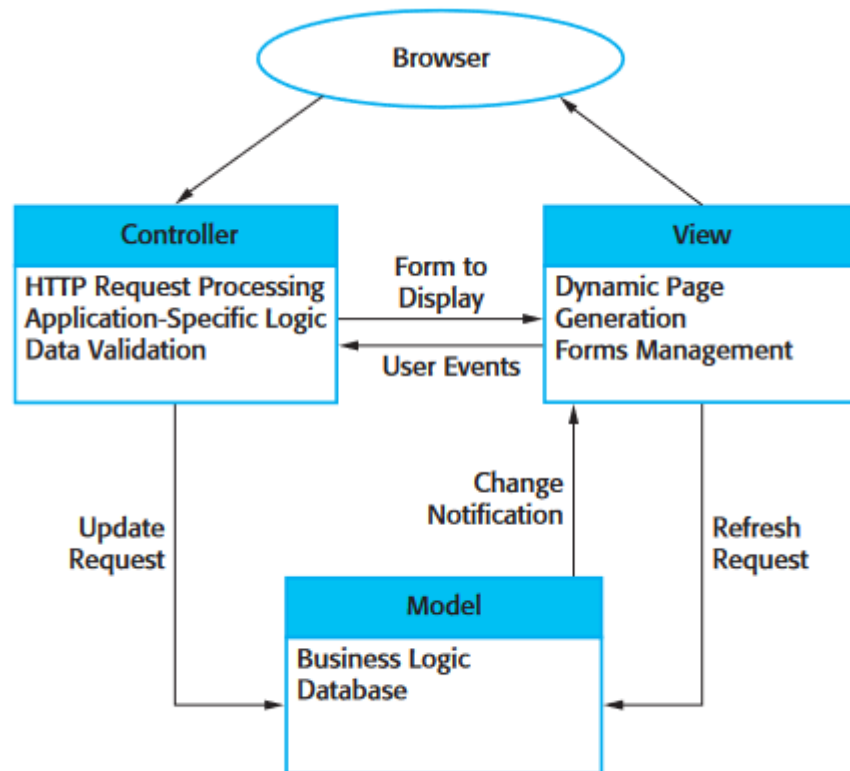 Browser
Controller
HTTP Request Processing
Application-Specific Logic
Data Validation
Form to
Display
User Events
View
Dynamic Page
Generation
Forms Management
Update
Request
Change
Notification
Refresh
Request
Model
Business Logic
Database